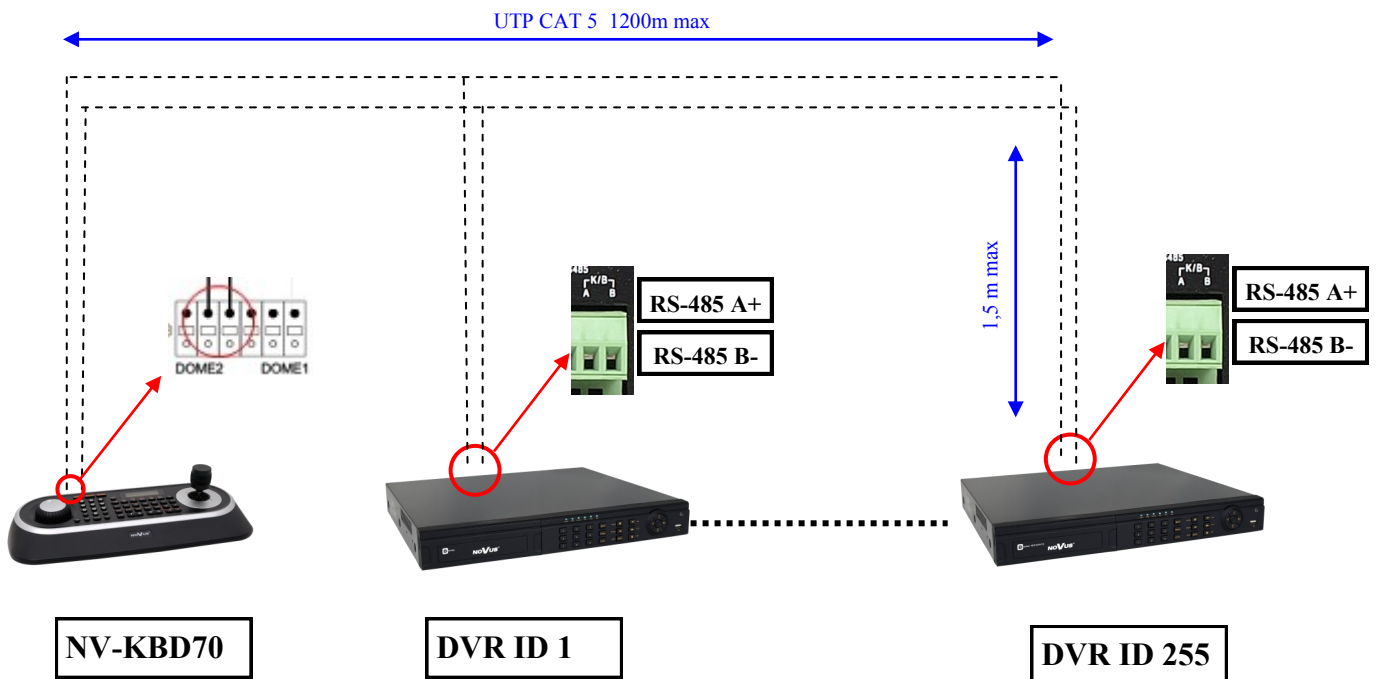 UTP CAT 5  1200m max
1,5 m max
DOME2
DOME1
485
K/B
A
B
RS-485 A+
RS-485 B-
485
K/B
A
B
RS-485 A+
RS-485 B-
NOVUS
NOVUS
NOVUS
NV-KBD70
DVR ID 1
DVR ID 255